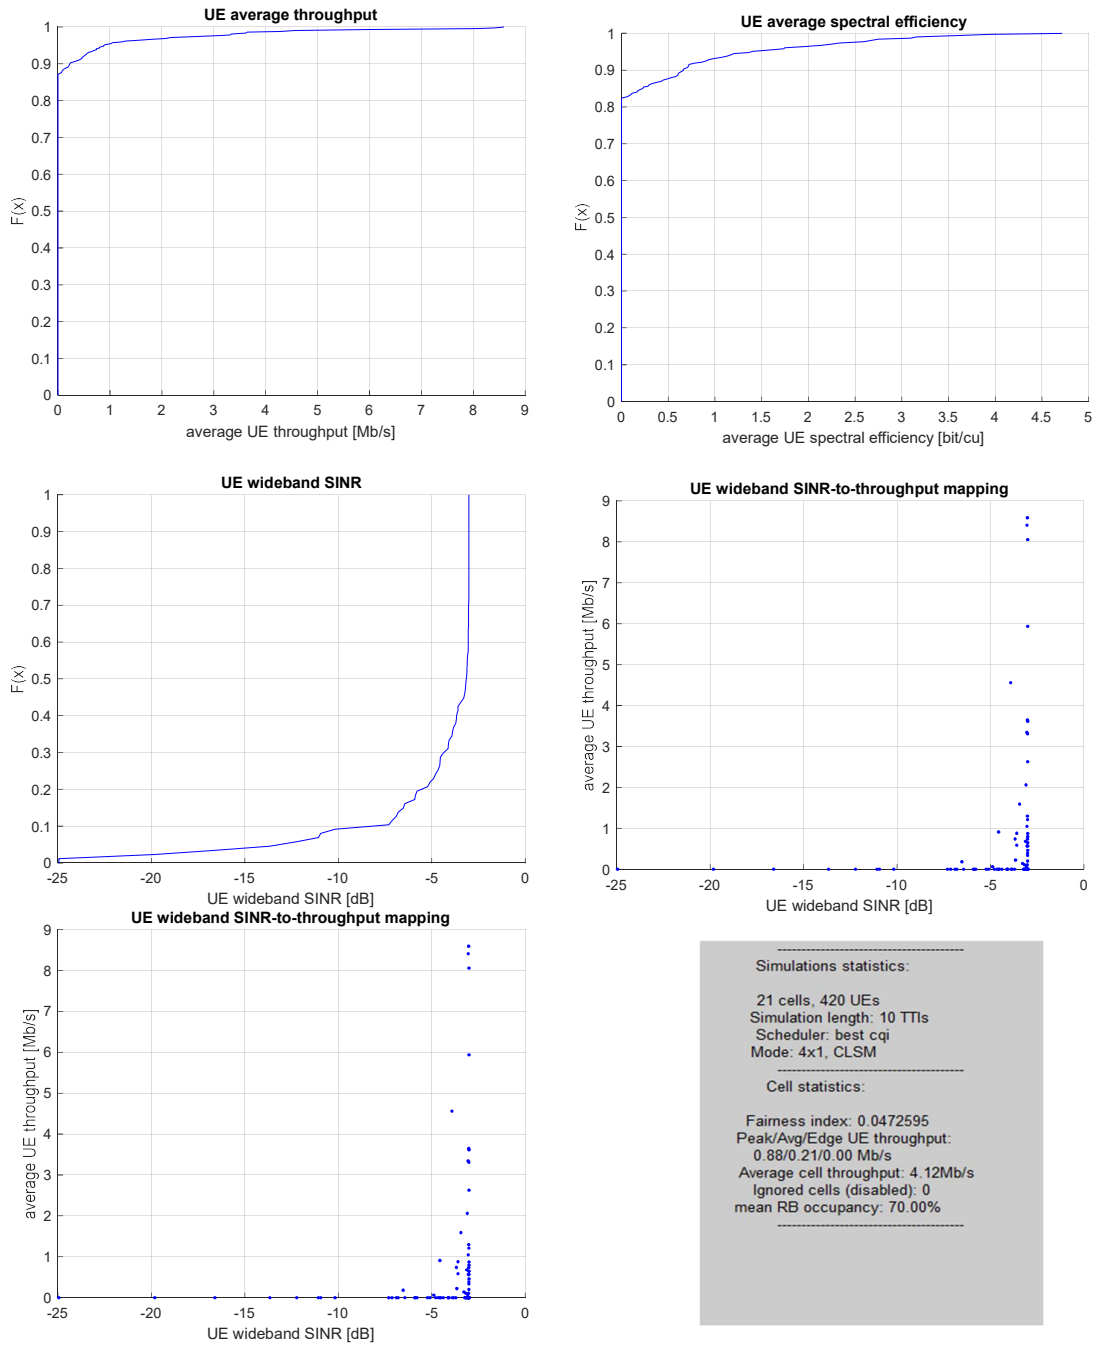 UE average throughput
1
0.9
0.8
0.7
0.6
0.5
0.4
0.3
0.2
0.1
0
F(x)
0 1 2 3 4 5 6 7 8 9
average UE throughput [Mb/s]
UE average spectral efficiency
1
0.9
0.8
0.7
0.6
0.5
0.4
0.3
0.2
0.1
0
F(x)
0 0.5 1 1.5 2 2.5 3 3.5 4 4.5 5
average UE spectral efficiency [bit/cu]
UE wideband SINR
1
0.9
0.8
0.7
0.6
0.5
0.4
0.3
0.2
0.1
0
F(x)
-25 -20 -15 -10 -5 0
UE wideband SINR [dB]
UE wideband SINR-to-throughput mapping
9
8
7
6
5
4
3
2
1
0
average UE throughput [Mb/s]
-25 -20 -15 -10 -5 0
UE wideband SINR [dB]
UE wideband SINR-to-throughput mapping
9
8
7
6
5
4
3
2
1
0
average UE throughput [Mb/s]
-25 -20 -15 -10 -5 0
UE wideband SINR [dB]
---------------------------------------
Simulations statistics:
21 cells, 420 UEs
Simulation length: 10 TTIs
Scheduler: best cqi
Mode: 4x1, CLSM
---------------------------------------
Cell statistics:
Fairness index: 0.0472595
Peak/Avg/Edge UE throughput:
0.88/0.21/0.00 Mb/s
Average cell throughput: 4.12Mb/s
Ignored cells (disabled): 0
mean RB occupancy: 70.00%
---------------------------------------